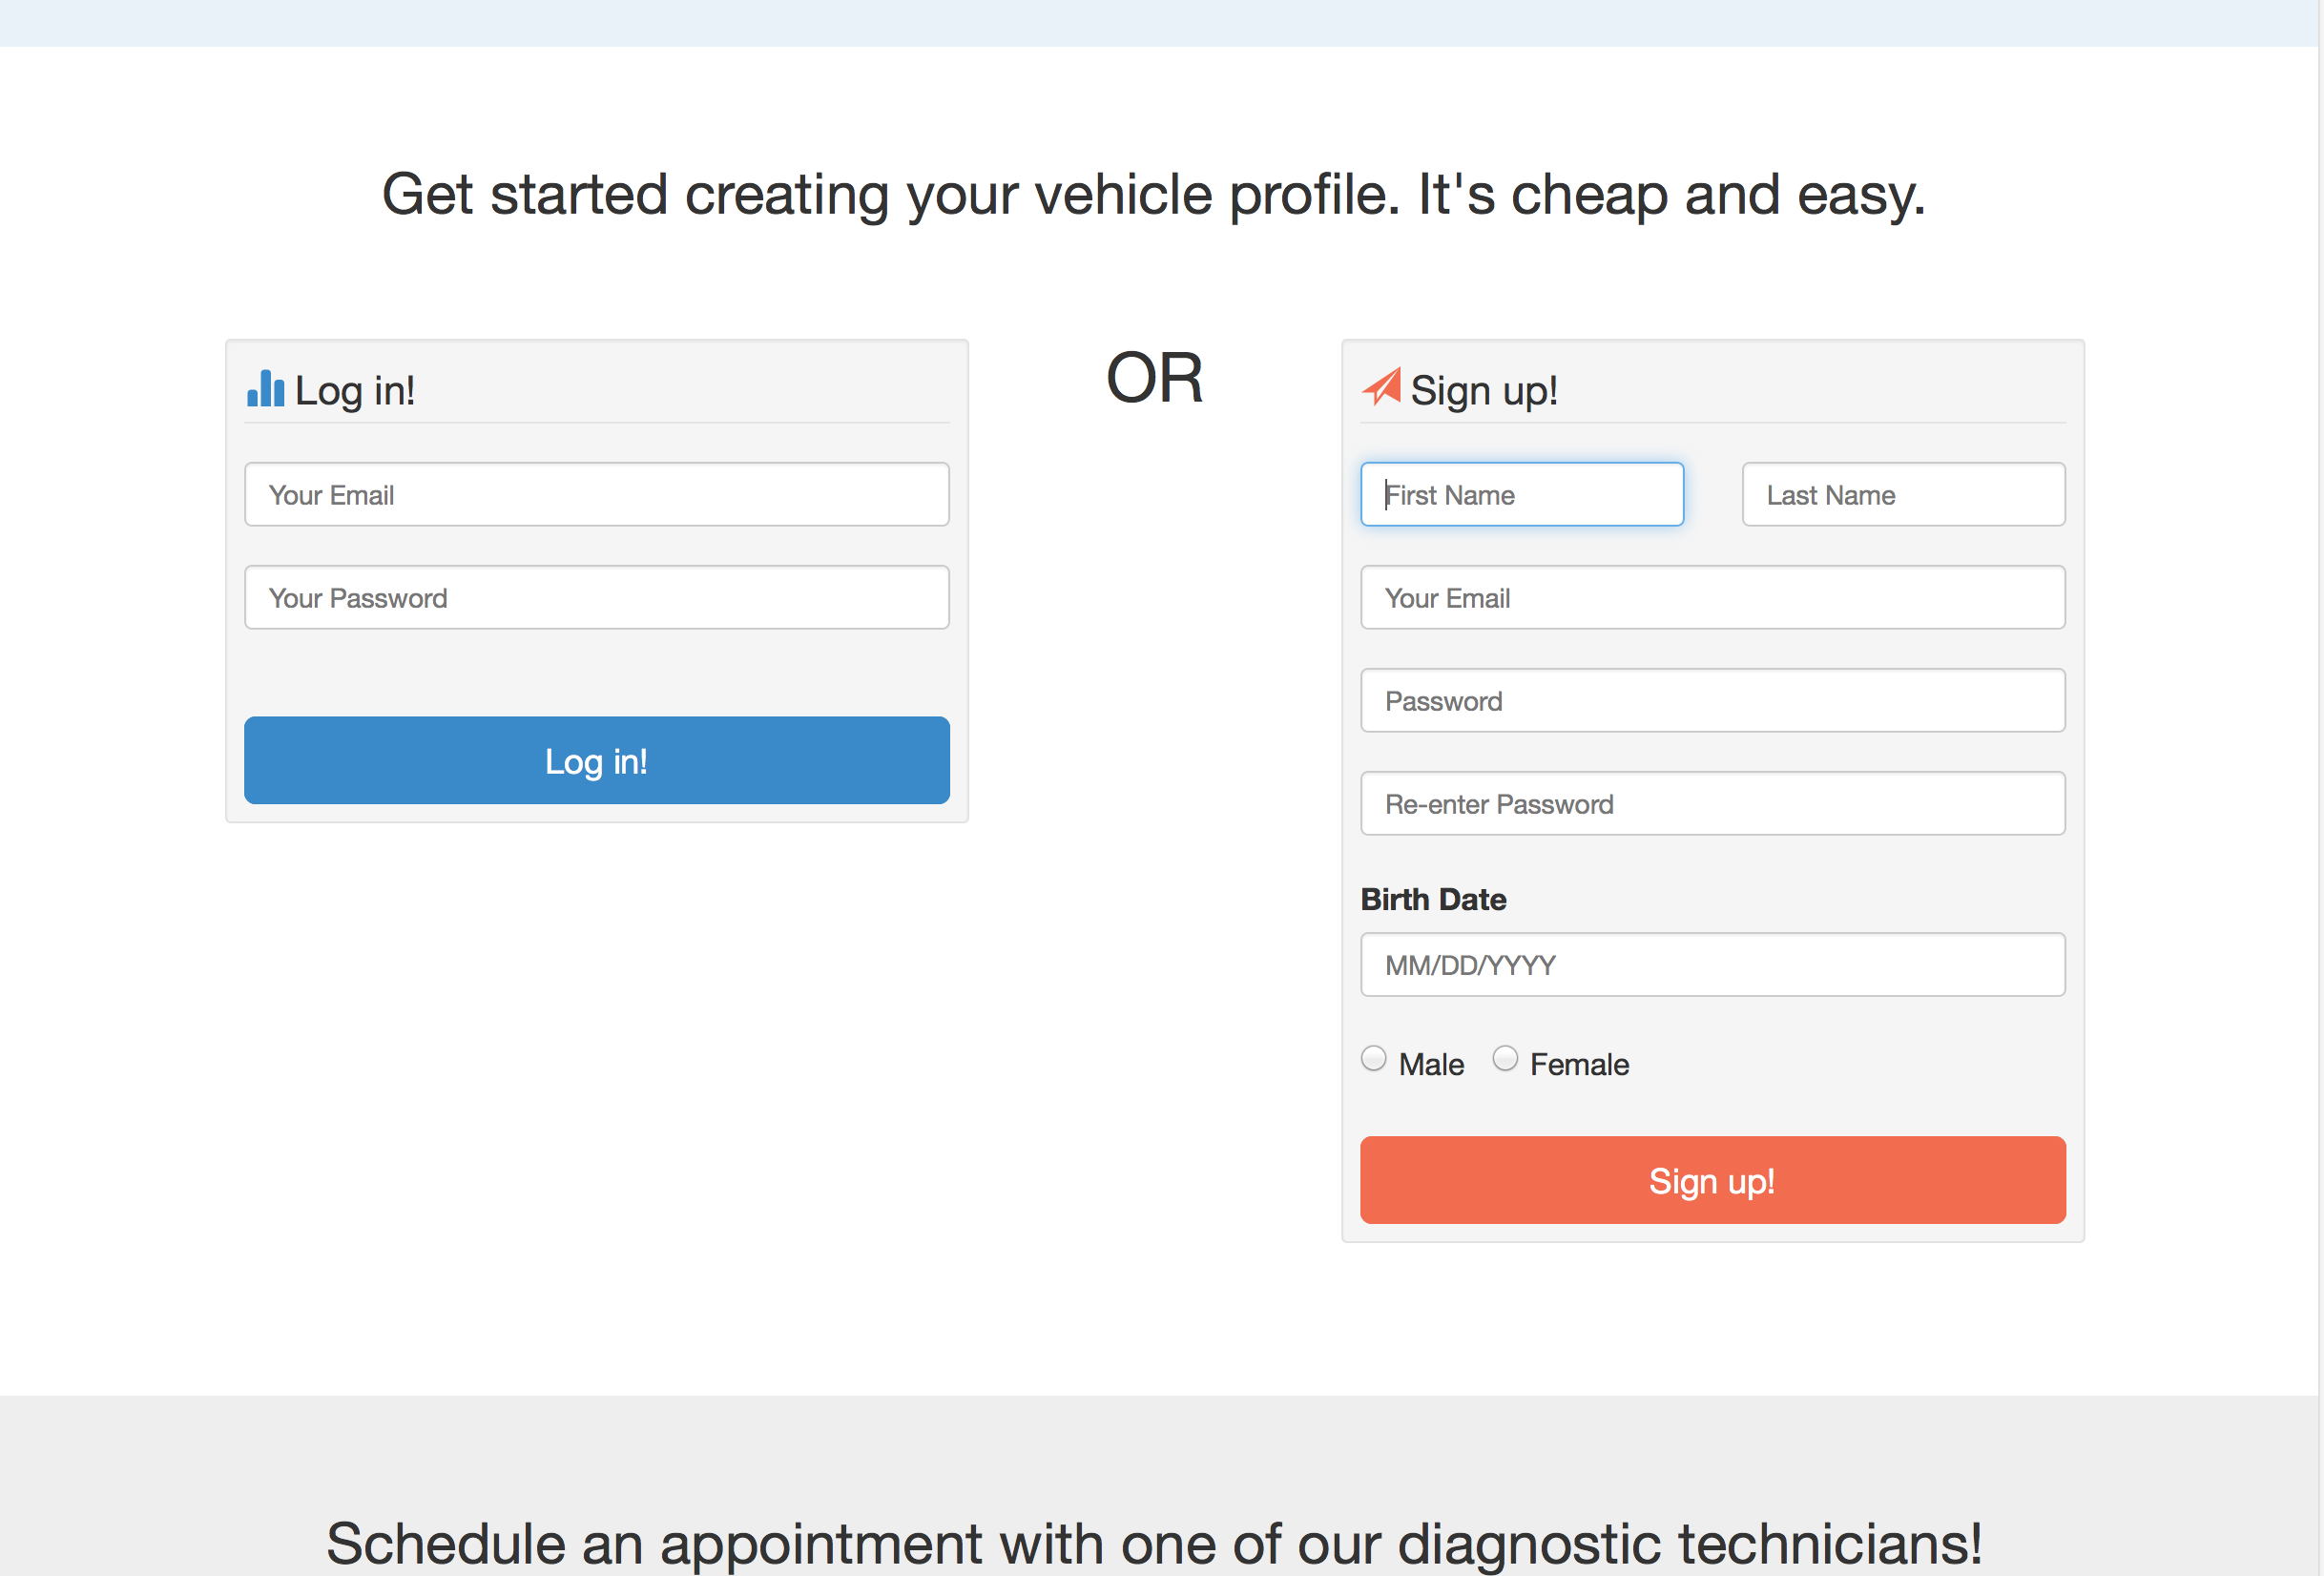 Get started creating your vehicle profile. It's cheap and easy.
Log in!
Your Email
Your Password
Log in!
OR
Sign up!
First Name Last Name
Your Email
Password
Re-enter Password
Birth Date
MM/DD/YYYY
Male Female
Sign up!
Schedule an appointment with one of our diagnostic technicians!